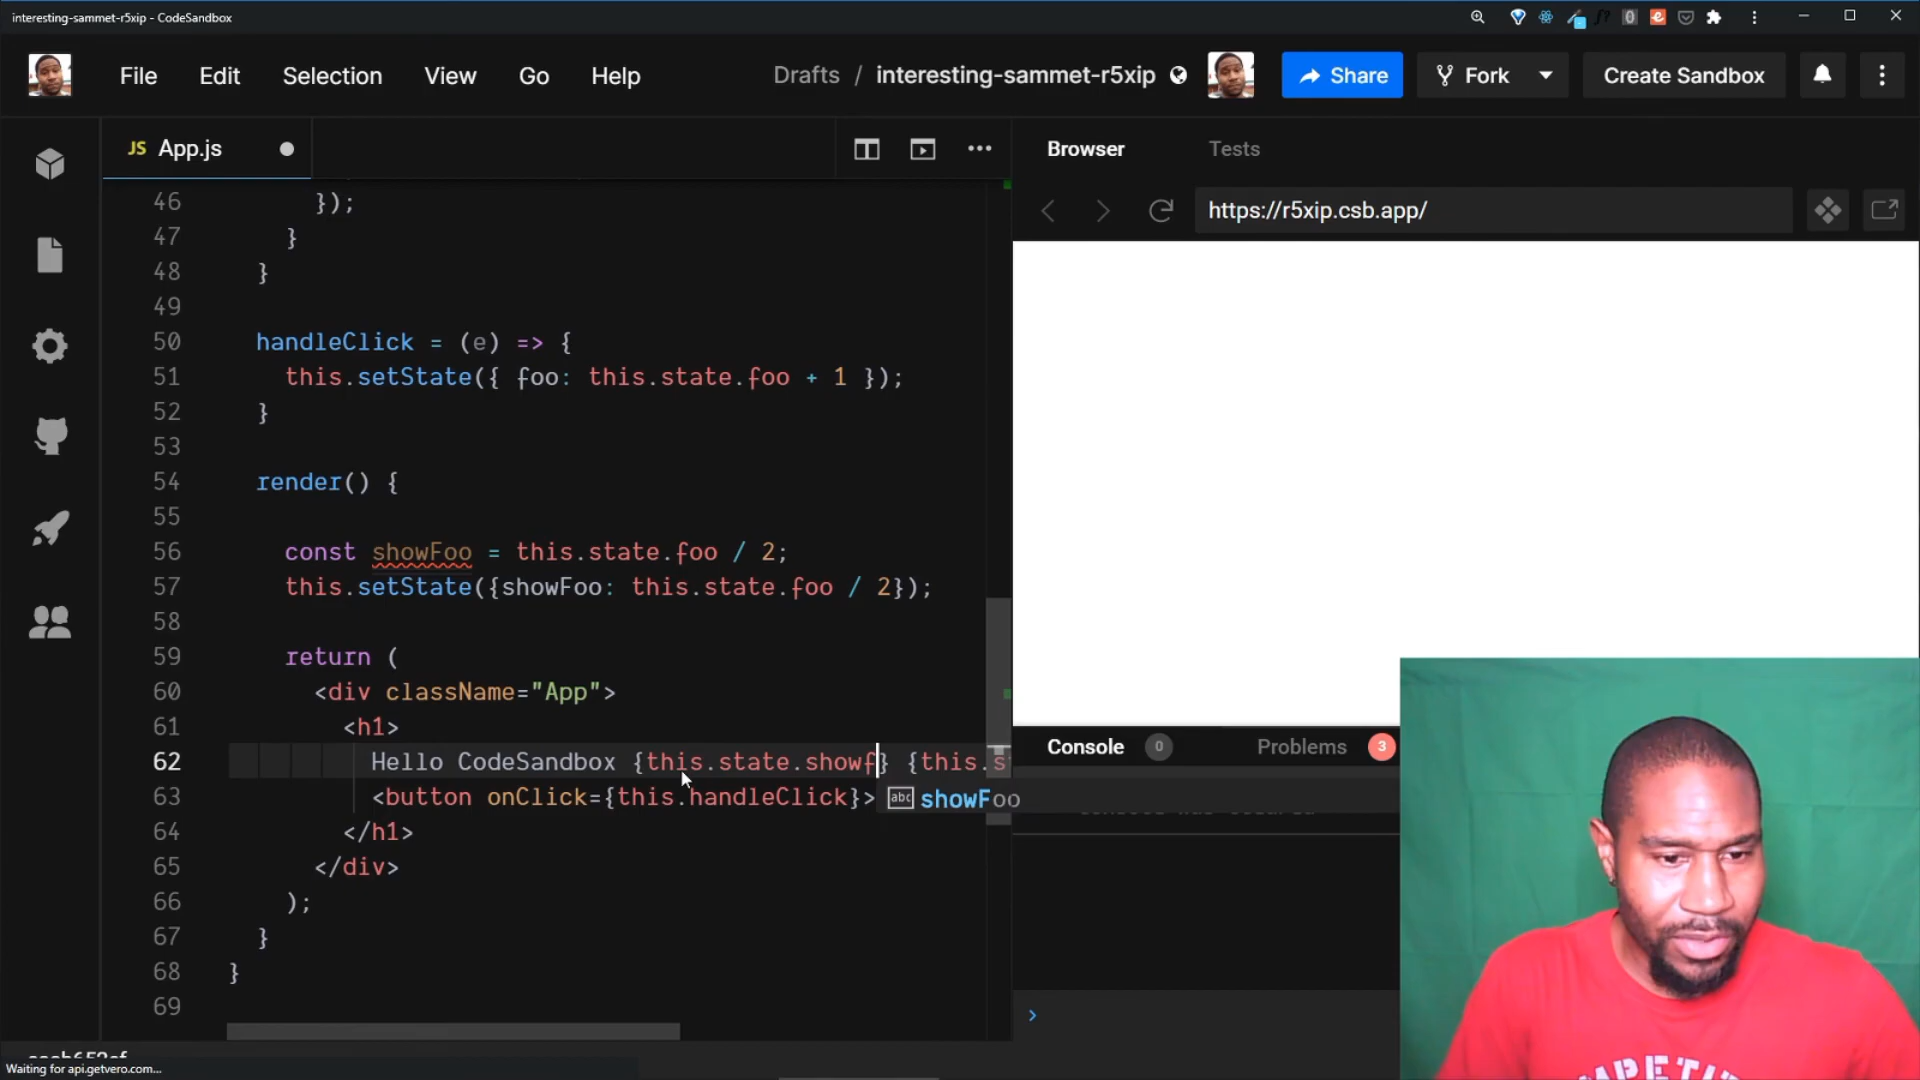 interesting-sammet-r5xip - CodeSandbox
File Edit Selection View Go Help
Drafts / interesting-sammet-r5xip
Share
Fork
Create Sandbox
JS App.js
46 });
47 }
48 }
49
50 handleClick = (e) => {
51 this.setState({ foo: this.state.foo + 1 });
52 }
53
54 render() {
55
56 const showFoo = this.state.foo / 2;
57 this.setState({showFoo: this.state.foo / 2});
58
59 return (
60 <div className="App">
61 <h1>
62 Hello CodeSandbox {this.state.showf} {this.s
63 <button onClick={this.handleClick}>
abc showFoo
64 </h1>
65 </div>
66 );
67 }
68 }
69
Waiting for api.getvero.com...
Browser Tests
https://r5xip.csb.app/
Console 0 Problems 3
›